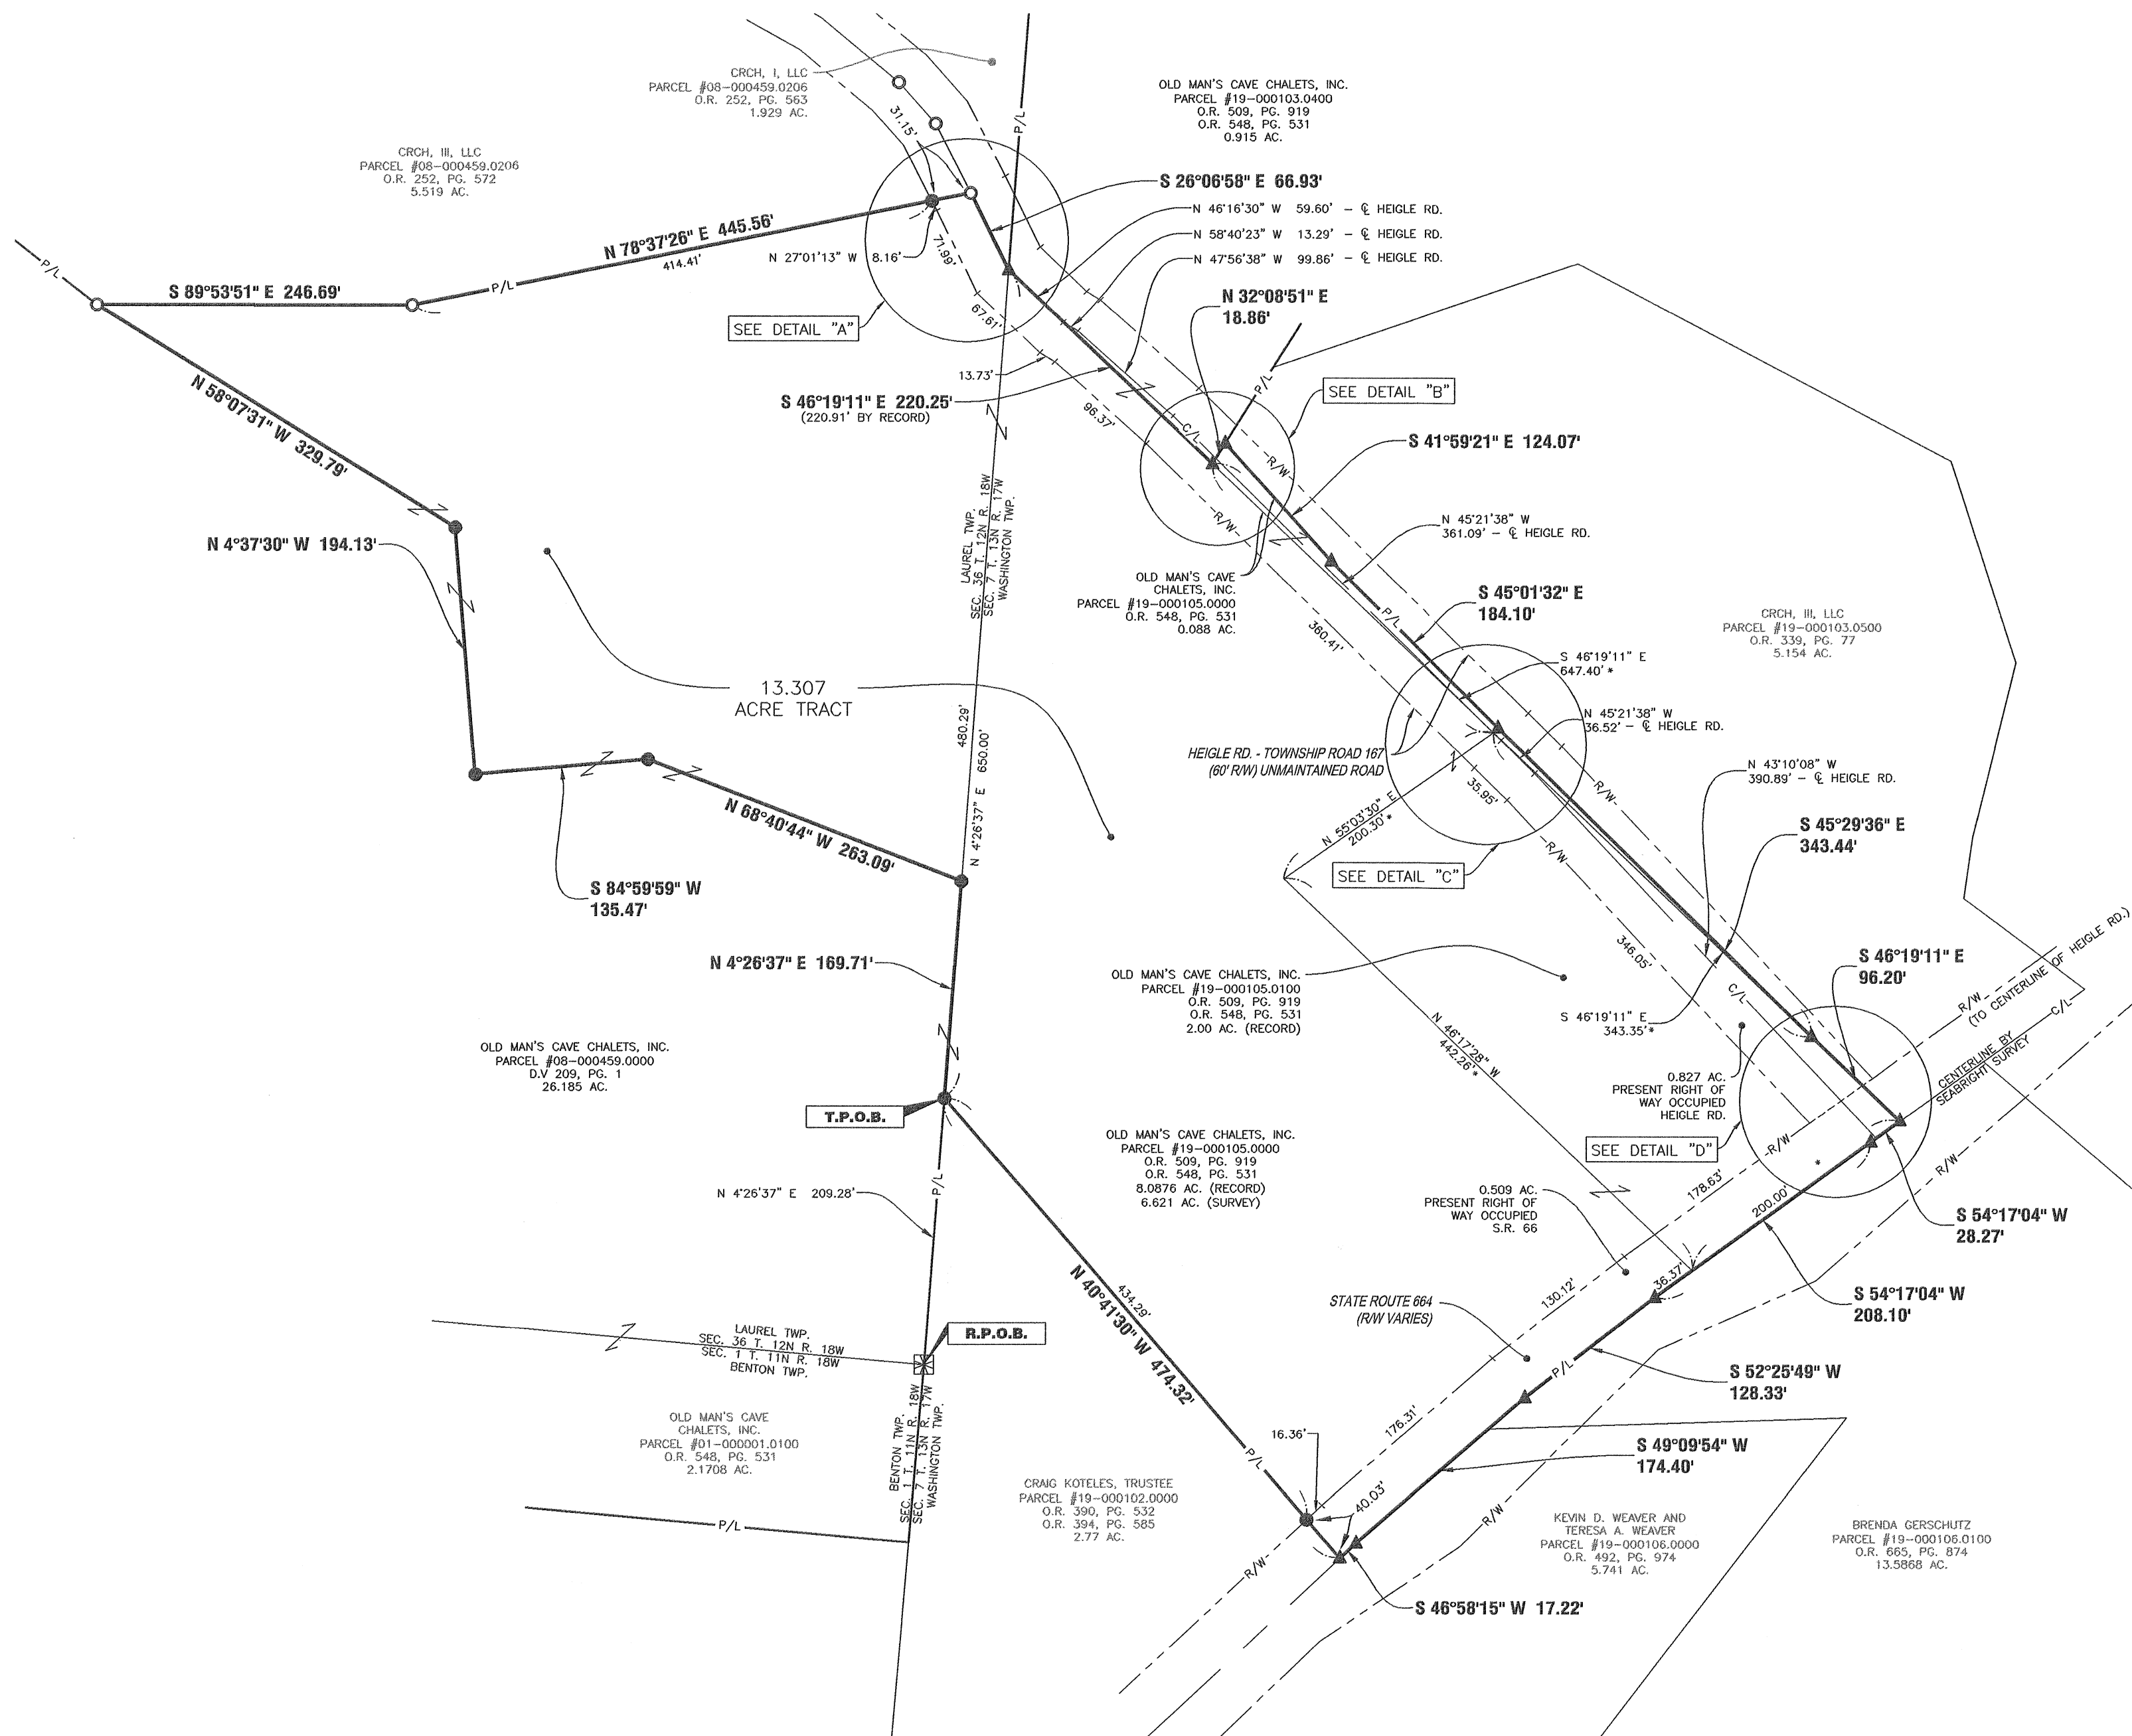 CRCH, I, LLC
PARCEL #08-000459.0206
O.R. 252, PG. 563
1.929 AC.
OLD MAN'S CAVE CHALETS, INC.
PARCEL #19-000103.0400
O.R. 509, PG. 919
O.R. 548, PG. 531
0.915 AC.
CRCH, III, LLC
PARCEL #08-000459.0206
O.R. 252, PG. 572
5.519 AC.
31.15'
P/L
S 26°06'58" E 66.93'
N 46°16'30" W 59.60' - ℄ HEIGLE RD.
N 58°40'23" W 13.29' - ℄ HEIGLE RD.
N 47°56'38" W 99.86' - ℄ HEIGLE RD.
N 78°37'26" E 445.56'
414.41'
N 27°01'13" W 8.16'
71.99'
P/L
S 89°53'51" E 246.69'
P/L
SEE DETAIL "A"
67.61'
N 32°08'51" E
18.86'
13.73'
N 58°07'31" W 329.79'
S 46°19'11" E 220.25'
(220.91' BY RECORD)
96.37'
C/L
P/L
SEE DETAIL "B"
R/W
S 41°59'21" E 124.07'
R/W
N 4°37'30" W 194.13'
LAUREL TWP.
SEC. 36 T. 12N R. 18W
SEC. 7 T. 13N R. 17W
WASHINGTON TWP.
N 45°21'38" W
361.09' - ℄ HEIGLE RD.
OLD MAN'S CAVE
CHALETS, INC.
PARCEL #19-000105.0000
O.R. 548, PG. 531
0.088 AC.
P/L
S 45°01'32" E
184.10'
CRCH, III, LLC
PARCEL #19-000103.0500
O.R. 339, PG. 77
5.154 AC.
360.41'
S 46°19'11" E
647.40' *
13.307
ACRE TRACT
480.29'
N 4°26'37" E 650.00'
N 45°21'38" W
36.52' - ℄ HEIGLE RD.
HEIGLE RD. - TOWNSHIP ROAD 167
(60' R/W) UNMAINTAINED ROAD
N 43°10'08" W
390.89' - ℄ HEIGLE RD.
35.95'
R/W
N 55°03'30" E
200.30' *
R/W
SEE DETAIL "C"
N 68°40'44" W 263.09'
S 84°59'59" W
135.47'
S 45°29'36" E
343.44'
N 4°26'37" E 169.71'
346.05'
S 46°19'11" E
96.20'
R/W
(TO CENTERLINE OF HEIGLE RD.)
OLD MAN'S CAVE CHALETS, INC.
PARCEL #19-000105.0100
O.R. 509, PG. 919
O.R. 548, PG. 531
2.00 AC. (RECORD)
C/L
S 46°19'11" E
343.35' *
N 46°17'28" W
442.26' *
C/L
CENTERLINE BY
SEABRIGHT SURVEY
OLD MAN'S CAVE CHALETS, INC.
PARCEL #08-000459.0000
D.V 209, PG. 1
26.185 AC.
0.827 AC.
PRESENT RIGHT OF
WAY OCCUPIED
HEIGLE RD.
T.P.O.B.
SEE DETAIL "D"
R/W
*
R/W
OLD MAN'S CAVE CHALETS, INC.
PARCEL #19-000105.0000
O.R. 509, PG. 919
O.R. 548, PG. 531
8.0876 AC. (RECORD)
6.621 AC. (SURVEY)
N 4°26'37" E 209.28'
P/L
0.509 AC.
PRESENT RIGHT OF
WAY OCCUPIED
S.R. 66
178.63'
200.00'
S 54°17'04" W
28.27'
36.37'
130.12'
S 54°17'04" W
208.10'
STATE ROUTE 664
(R/W VARIES)
N 40°41'30" W 474.32'
434.29'
R.P.O.B.
LAUREL TWP.
SEC. 36 T. 12N R. 18W
SEC. 1 T. 11N R. 18W
BENTON TWP.
P/L
S 52°25'49" W
128.33'
BENTON TWP.
SEC. 1 T. 11N R. 18W
SEC. 7 T. 13N R. 17W
WASHINGTON TWP.
OLD MAN'S CAVE
CHALETS, INC.
PARCEL #01-000001.0100
O.R. 548, PG. 531
2.1708 AC.
176.31'
16.36'
P/L
S 49°09'54" W
174.40'
40.03'
CRAIG KOTELES, TRUSTEE
PARCEL #19-000102.0000
O.R. 390, PG. 532
O.R. 394, PG. 585
2.77 AC.
P/L
R/W
R/W
KEVIN D. WEAVER AND
TERESA A. WEAVER
PARCEL #19-000106.0000
O.R. 492, PG. 974
5.741 AC.
BRENDA GERSCHUTZ
PARCEL #19-000106.0100
O.R. 665, PG. 874
13.5868 AC.
S 46°58'15" W 17.22'